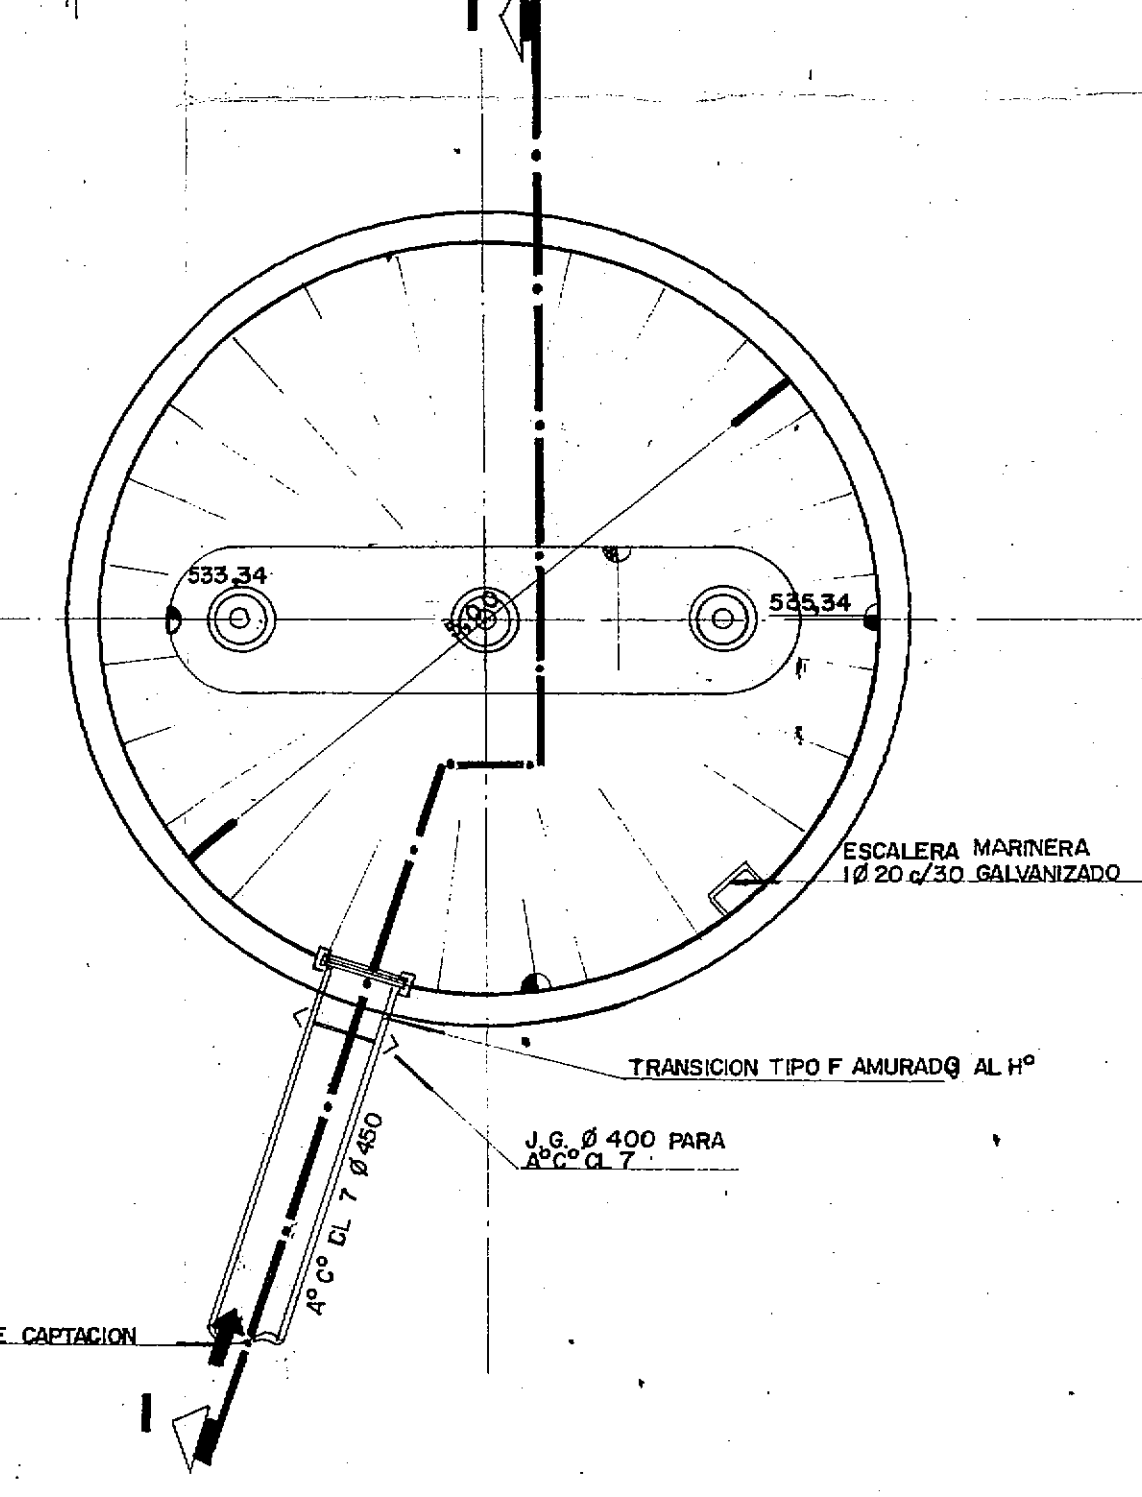 I
533,34
535,34
ESCALERA MARINERA
1Ø 20 c/30 GALVANIZADO
TRANSICION TIPO F AMURADO AL Hº
J.G. Ø 400 PARA
AºCº CL 7
Aº Cº CL 7 Ø 450
E CAPTACION
I